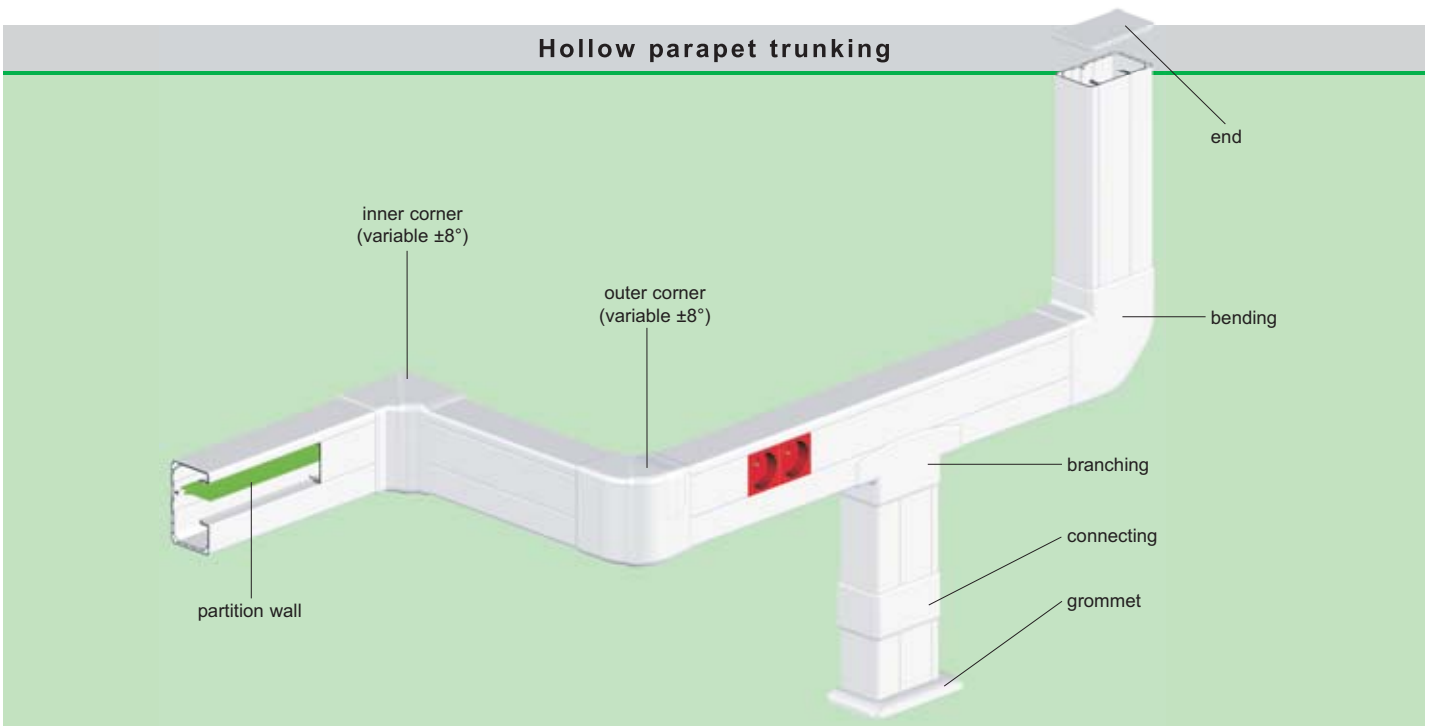 Hollow parapet trunking
end
inner corner
(variable ±8°)
outer corner
(variable ±8°)
bending
branching
connecting
grommet
partition wall